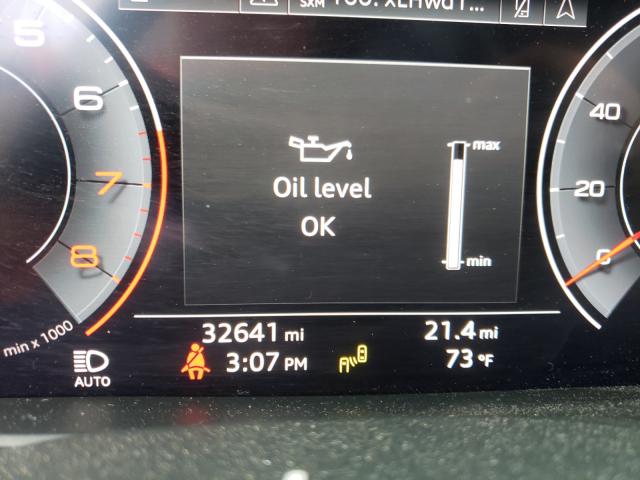 SXM
5
6
7
8
min x 1000
Oil level
OK
max
min
40
20
0
32641 mi
21.4 mi
AUTO
3:07 PM
73 °F